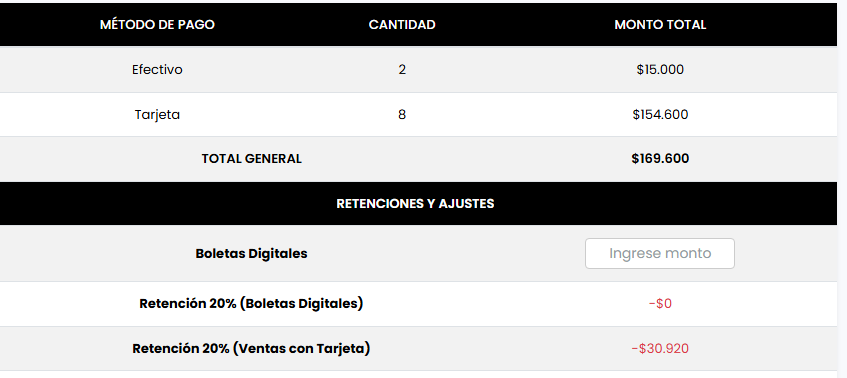 MÉTODO DE PAGO CANTIDAD MONTO TOTAL
Efectivo 2 $15.000
Tarjeta 8 $154.600
TOTAL GENERAL $169.600
RETENCIONES Y AJUSTES
Boletas Digitales Ingrese monto
Retención 20% (Boletas Digitales) -$0
Retención 20% (Ventas con Tarjeta) -$30.920